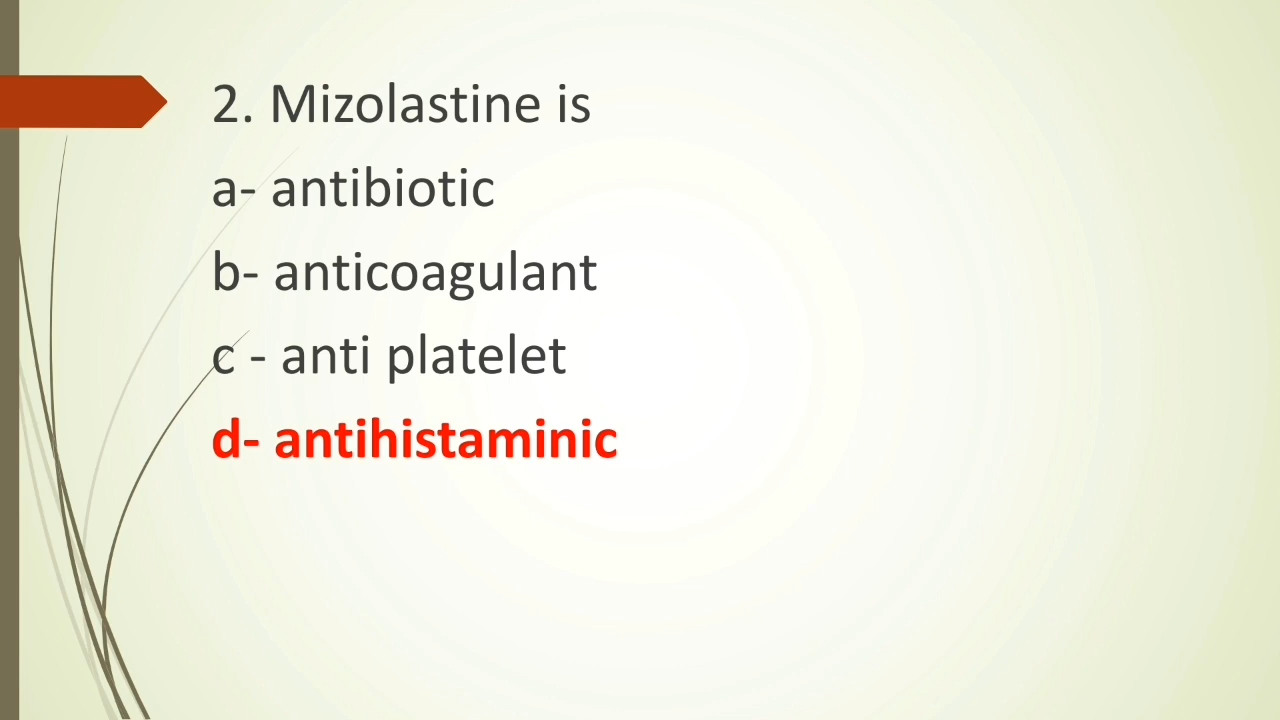 2. Mizolastine is
a- antibiotic
b- anticoagulant
c - anti platelet
d- antihistaminic